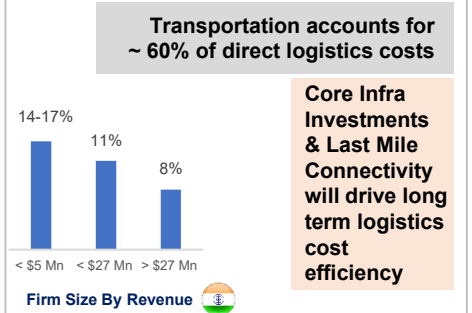 Transportation accounts for
~ 60% of direct logistics costs
14-17%
11%
8%
< $5 Mn < $27 Mn > $27 Mn
Firm Size By Revenue
Core Infra
Investments
& Last Mile
Connectivity
will drive long
term logistics
cost
efficiency